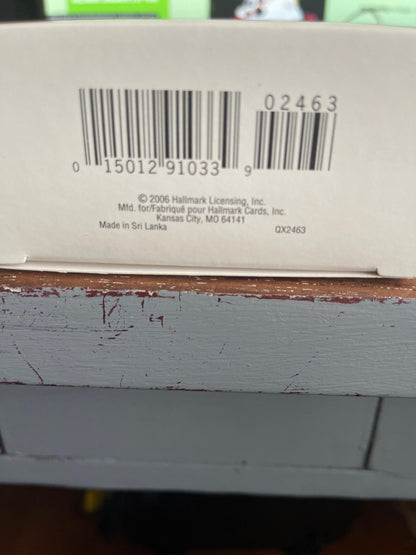 02463
0 15012 91033 9
© 2006 Hallmark Licensing, Inc.
Mfd. for/Fabriqué pour Hallmark Cards, Inc.
Kansas City, MO 64141
Made in Sri Lanka QX2463